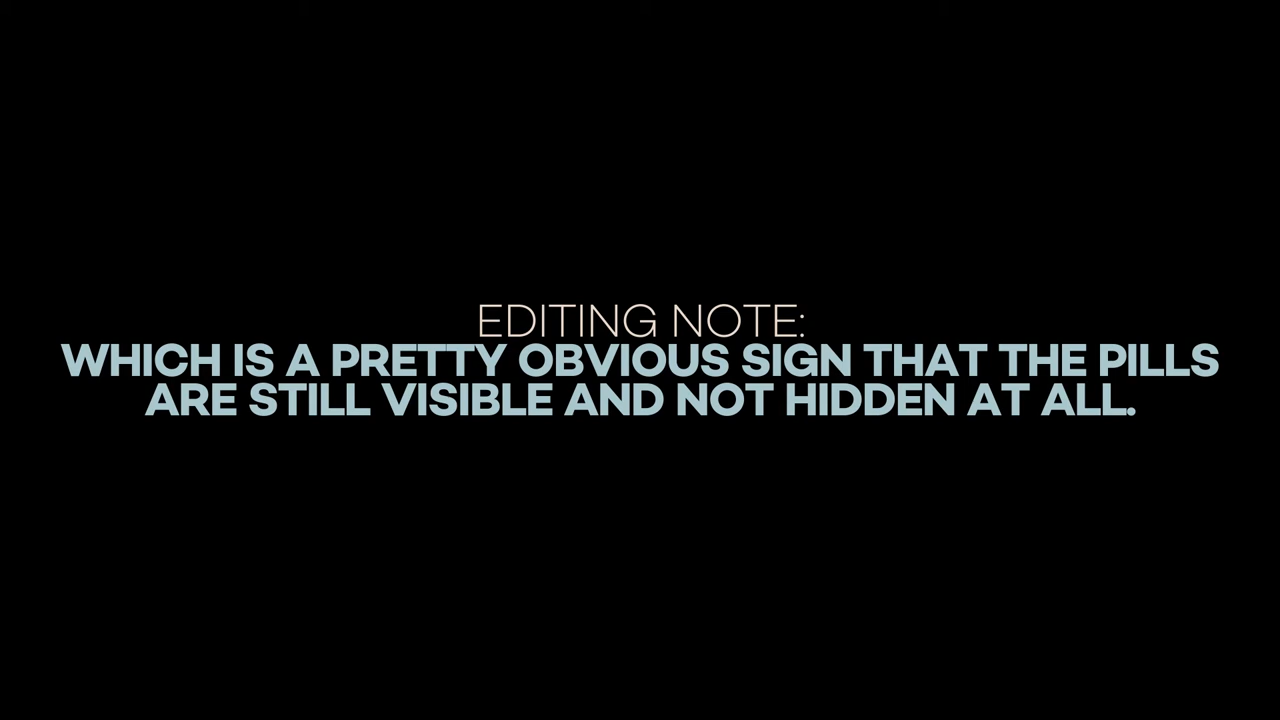 EDITING NOTE:
WHICH IS A PRETTY OBVIOUS SIGN THAT THE PILLS
ARE STILL VISIBLE AND NOT HIDDEN AT ALL.